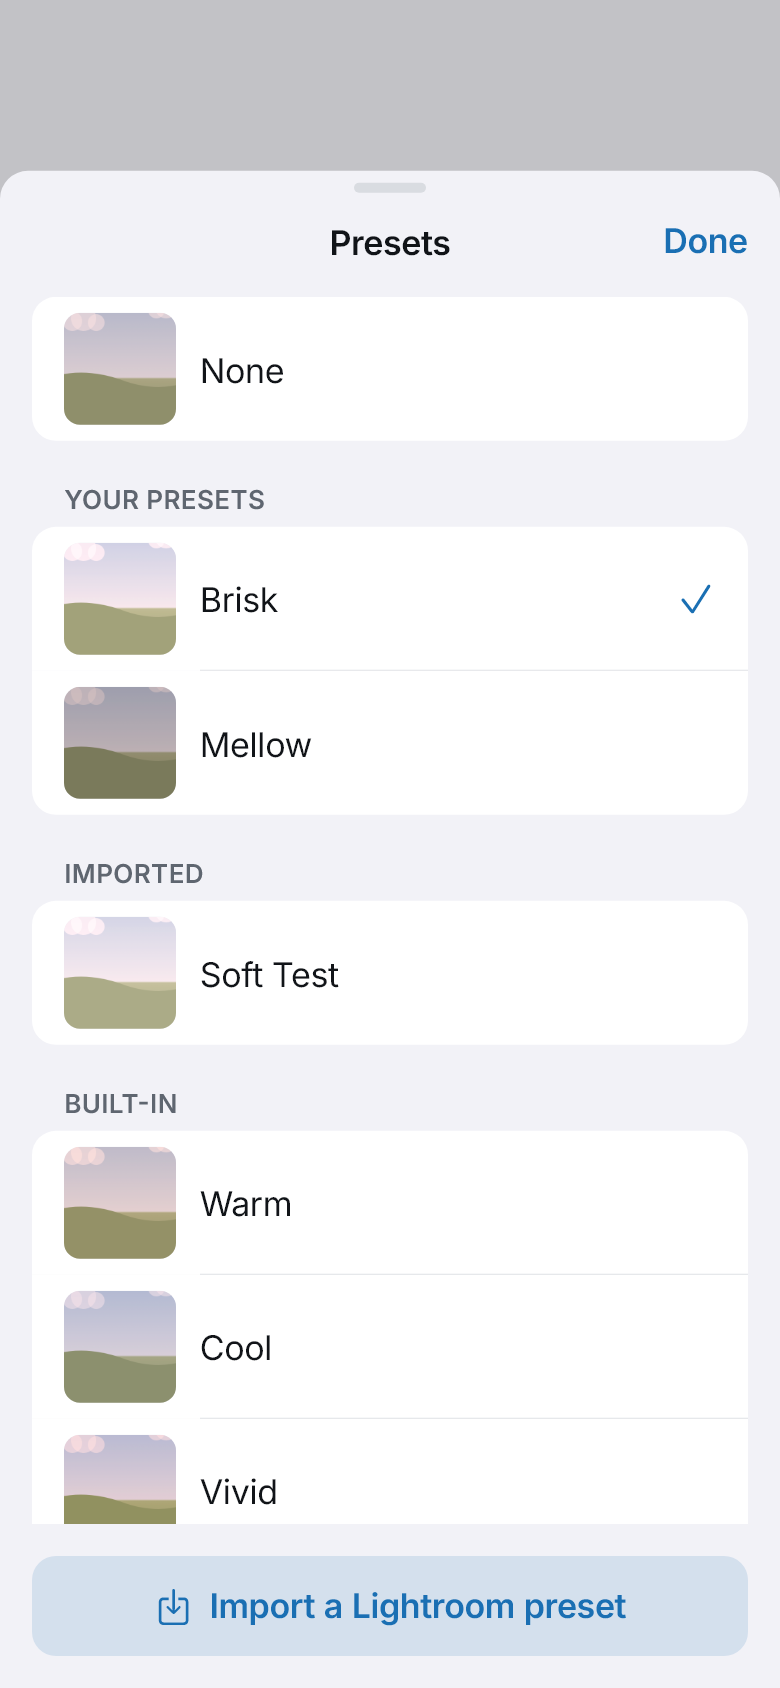 Presets
Done
None
YOUR PRESETS
Brisk
Mellow
IMPORTED
Soft Test
BUILT-IN
Warm
Cool
Vivid
Import a Lightroom preset